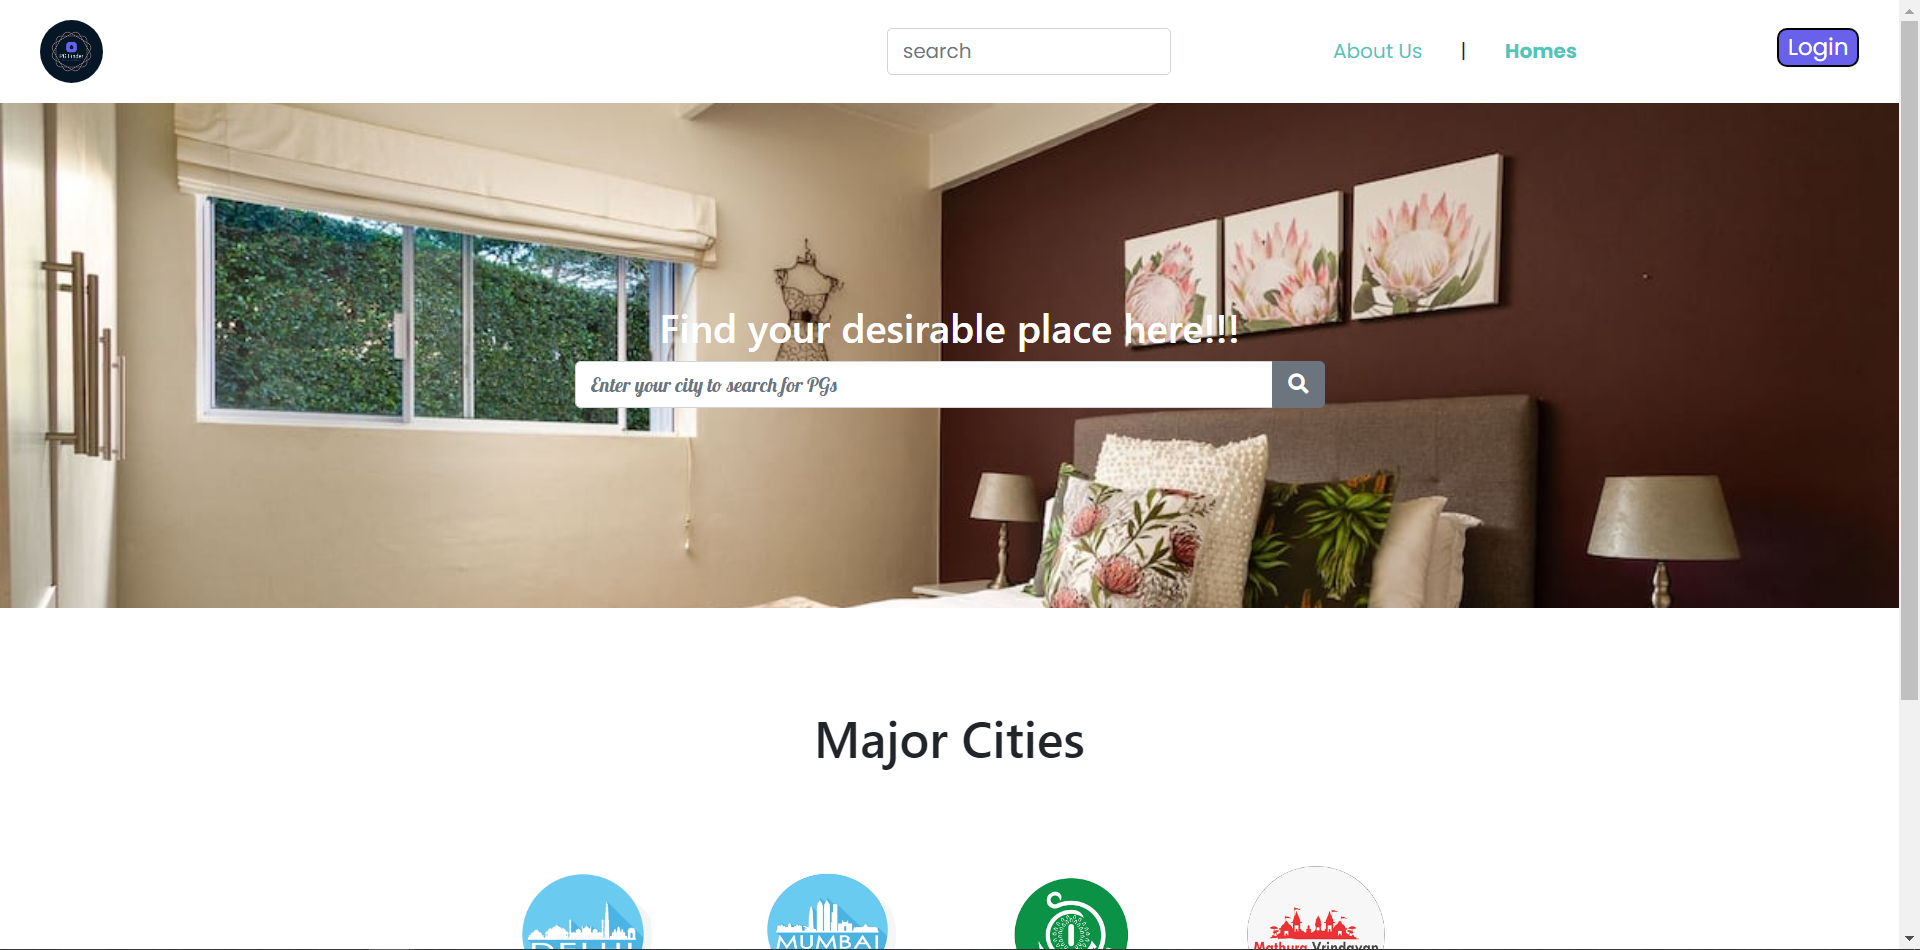 PG Finder
search
About Us | Homes
Login
Find your desirable place here!!!
Enter your city to search for PGs
Major Cities
DELHI
MUMBAI
Mathura Vrindavan